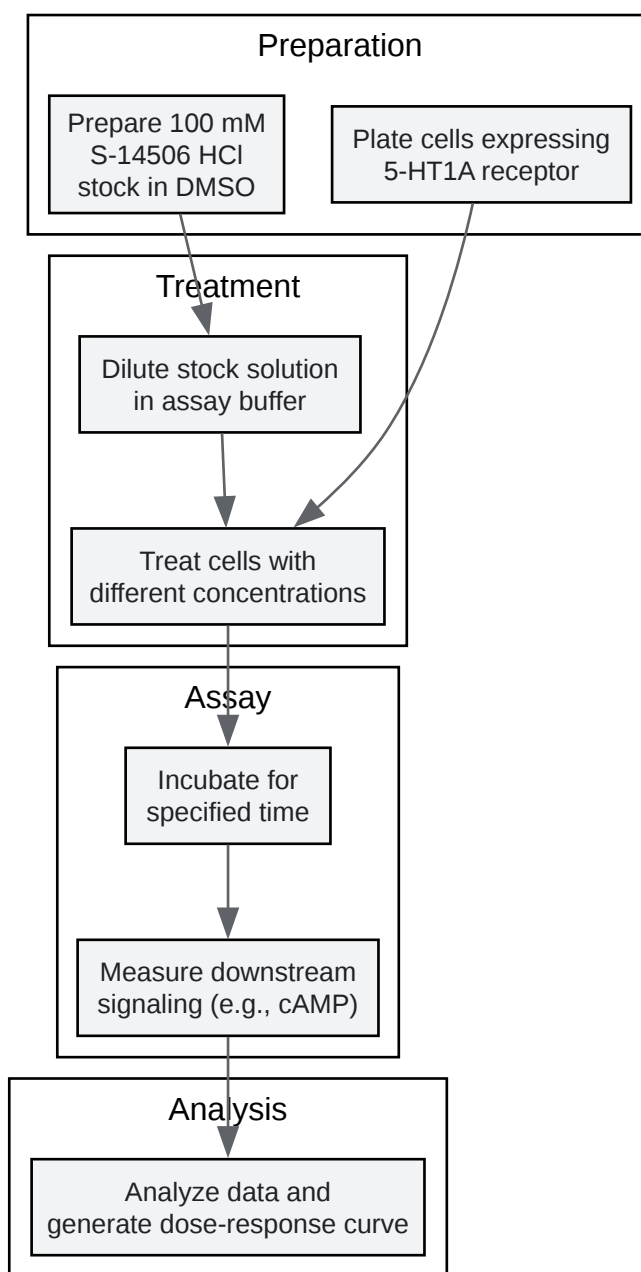 Preparation
Prepare 100 mM
S-14506 HCl
stock in DMSO
Plate cells expressing
5-HT1A receptor
Treatment
Dilute stock solution
in assay buffer
Treat cells with
different concentrations
Assay
Incubate for
specified time
Measure downstream
signaling (e.g., cAMP)
Analysis
Analyze data and
generate dose-response curve